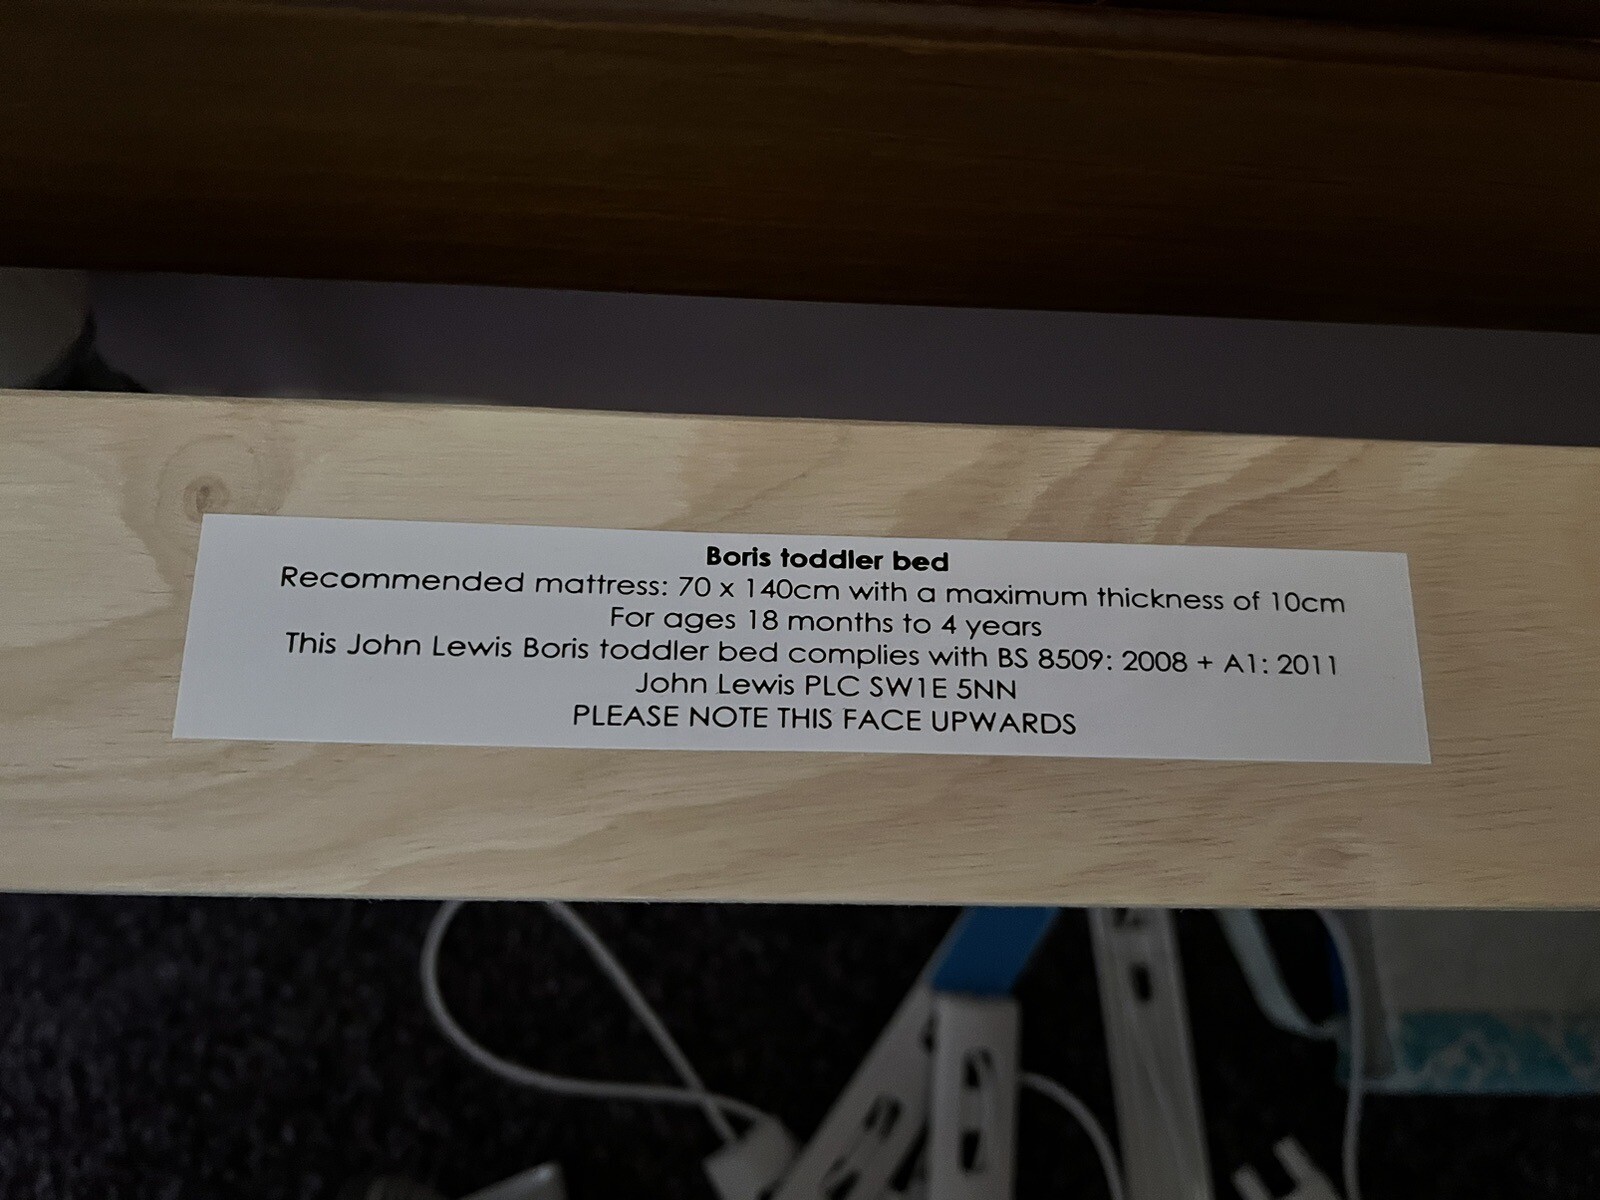 Boris toddler bed
Recommended mattress: 70 x 140cm with a maximum thickness of 10cm
For ages 18 months to 4 years
This John Lewis Boris toddler bed complies with BS 8509: 2008 + A1: 2011
John Lewis PLC SW1E 5NN
PLEASE NOTE THIS FACE UPWARDS